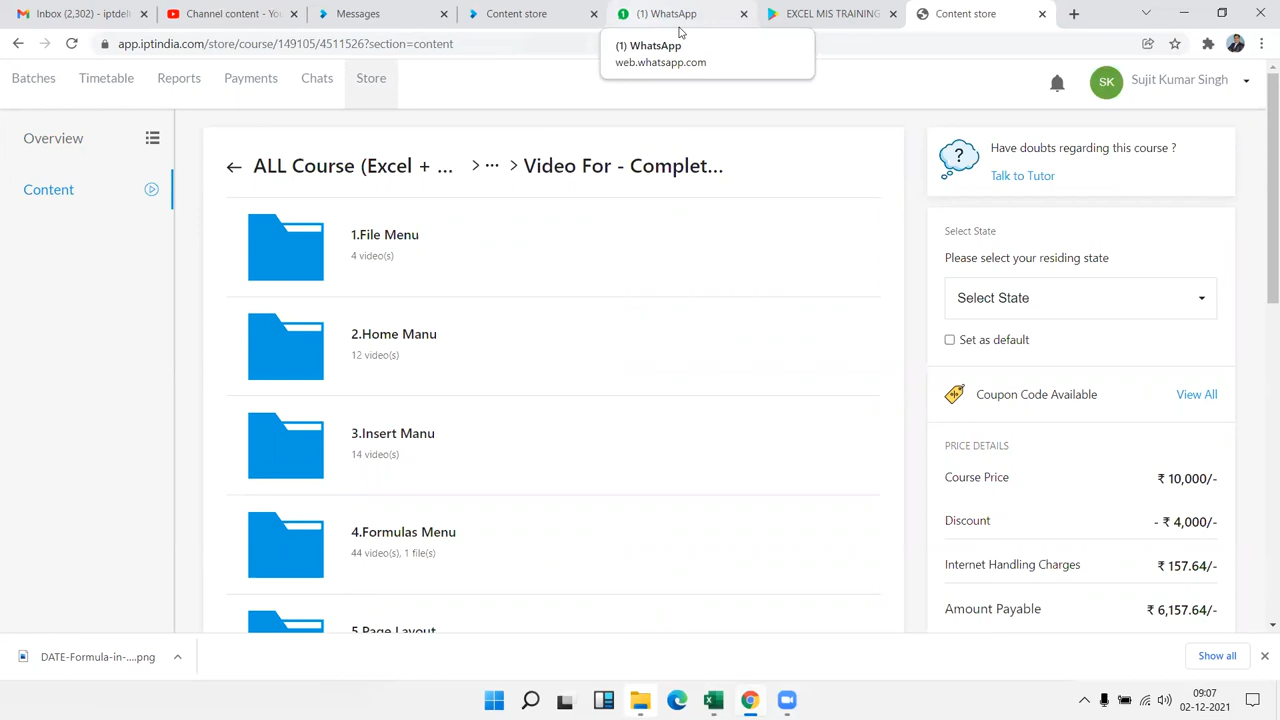 Inbox (2,302) - iptdeli
Channel content - Yo
Messages
Content store
(1) WhatsApp
EXCEL MIS TRAINING
Content store
app.iptindia.com/store/course/149105/4511526?section=content
(1) WhatsApp
web.whatsapp.com
Batches
Timetable
Reports
Payments
Chats
Store
SK
Sujit Kumar Singh
Overview
Content
ALL Course (Excel + ...
...
Video For - Complet...
1.File Menu
4 video(s)
2.Home Manu
12 video(s)
3.Insert Manu
14 video(s)
4.Formulas Menu
44 video(s), 1 file(s)
5.Page Layout
Have doubts regarding this course ?
Talk to Tutor
Select State
Please select your residing state
Select State
Set as default
Coupon Code Available
View All
PRICE DETAILS
Course Price
₹ 10,000/-
Discount
- ₹ 4,000/-
Internet Handling Charges
₹ 157.64/-
Amount Payable
₹ 6,157.64/-
DATE-Formula-in-....png
Show all
09:07
02-12-2021